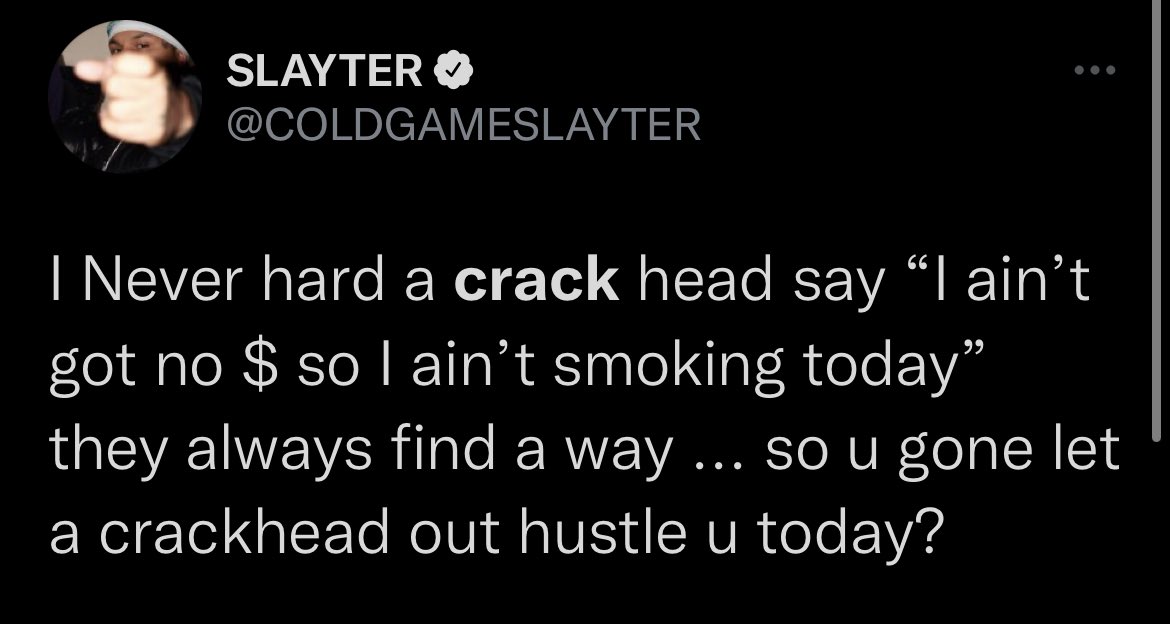 SLAYTER
@COLDGAMESLAYTER
I Never hard a crack head say “I ain’t
got no $ so I ain’t smoking today”
they always find a way ... so u gone let
a crackhead out hustle u today?